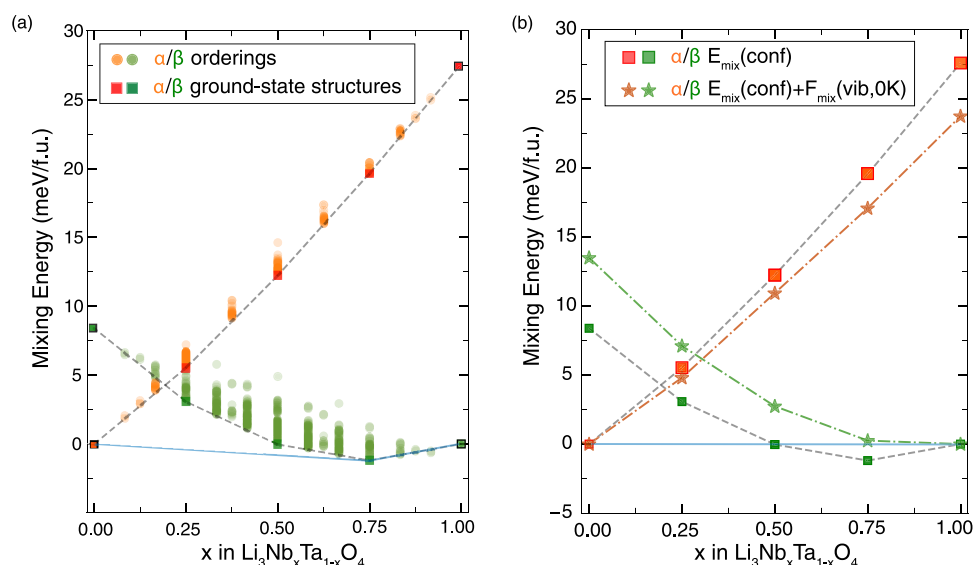 (a)
(b)
30
25
20
15
10
5
0
Mixing Energy (meV/f.u.)
α/β orderings
α/β ground-state structures
0.00 0.25 0.50 0.75 1.00
x in Li₃NbₓTa₁₋ₓO₄
30
25
20
15
10
5
0
−5
Mixing Energy (meV/f.u.)
α/β Eₘᵢₓ(conf)
α/β Eₘᵢₓ(conf)+Fₘᵢₓ(vib,0K)
0.00 0.25 0.50 0.75 1.00
x in Li₃NbₓTa₁₋ₓO₄